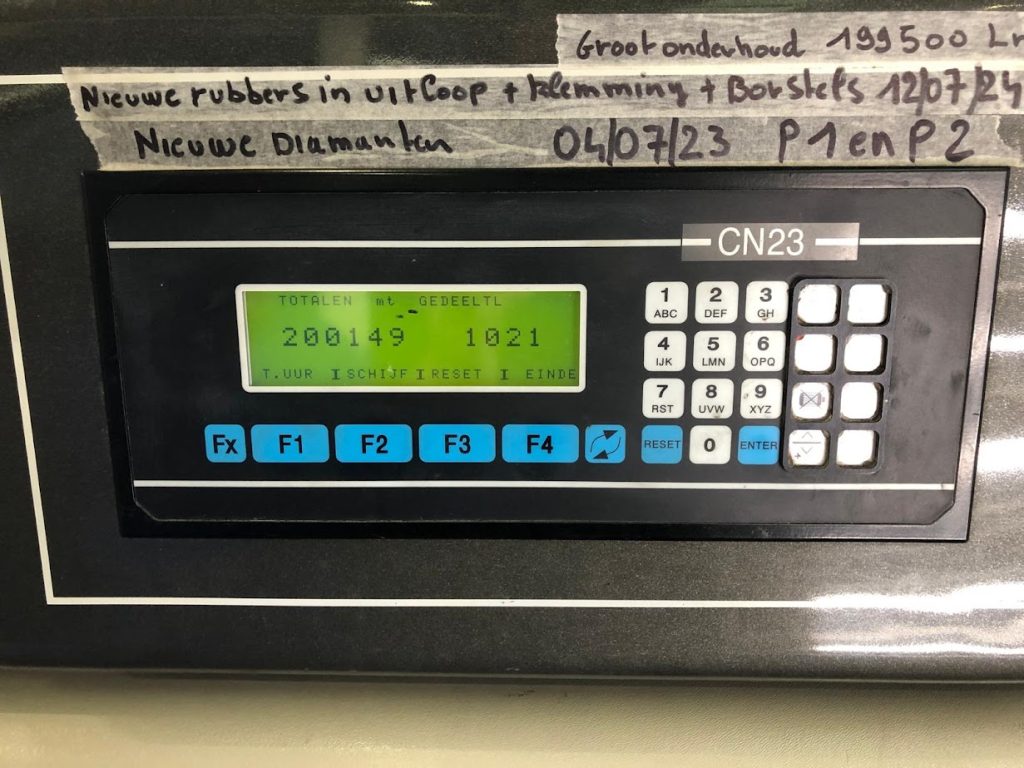 Groot onderhoud 199500 Lr
Nieuwe rubbers in uitloop + klemming + Borstels 12/07/24
Nieuwe Diamanten 04/07/23 P1 en P2
CN23
TOTALEN mt GEDEELTL
200149 1021
T.UUR I SCHIJF I RESET I EINDE
1 2 3
ABC DEF GH
4 5 6
IJK LMN OPQ
7 8 9
RST UVW XYZ
Fx F1 F2 F3 F4 RESET 0 ENTER